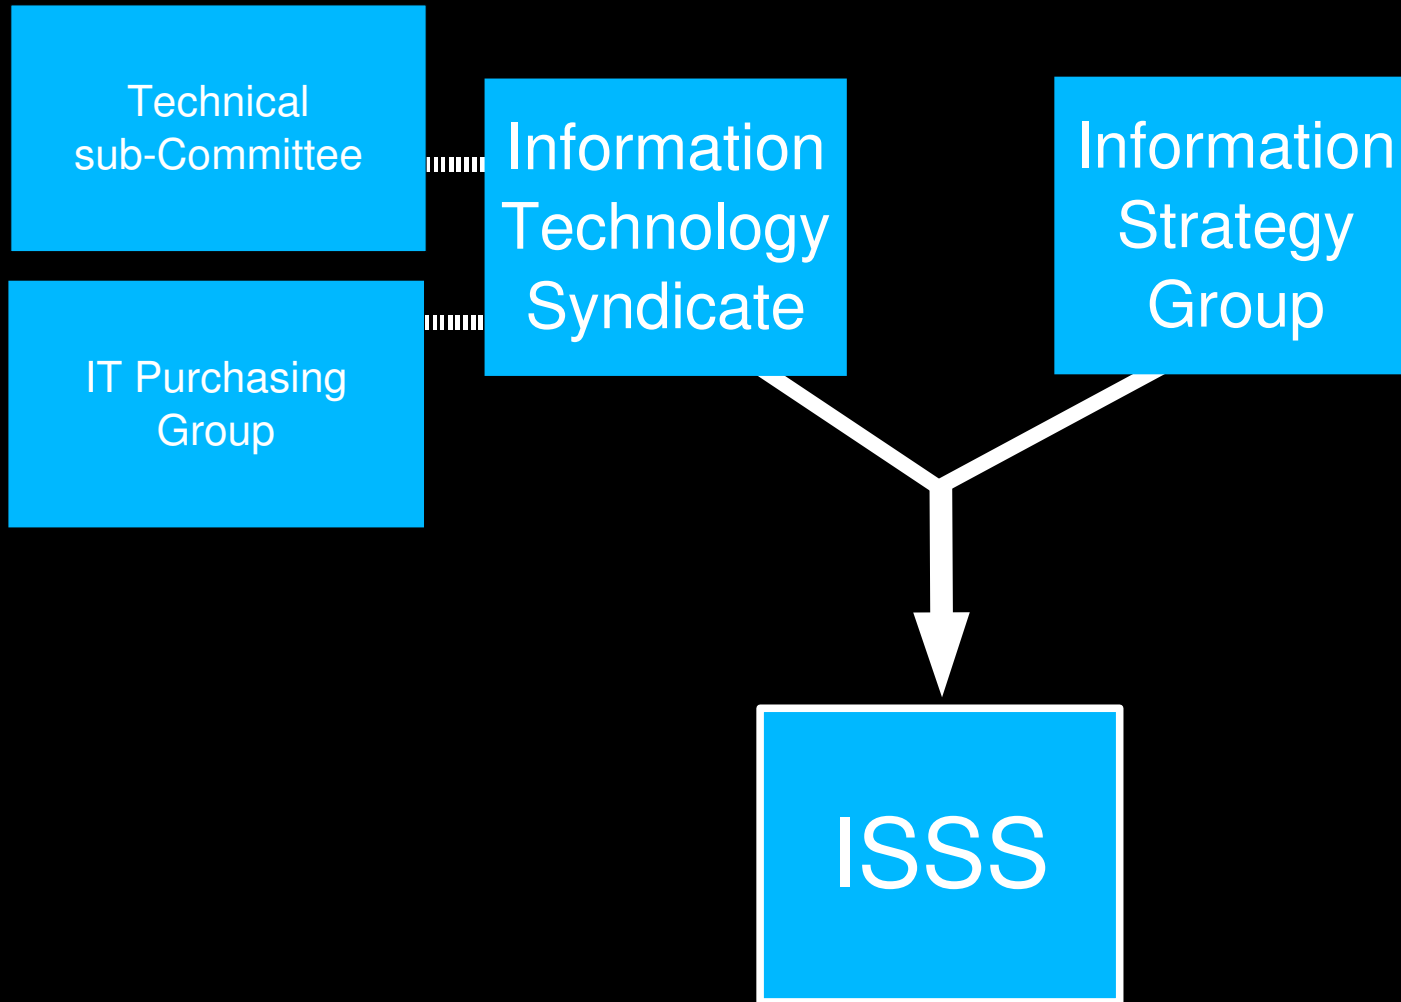 Technical
sub-Committee
IT Purchasing
Group
Information
Technology
Syndicate
Information
Strategy
Group
ISSS